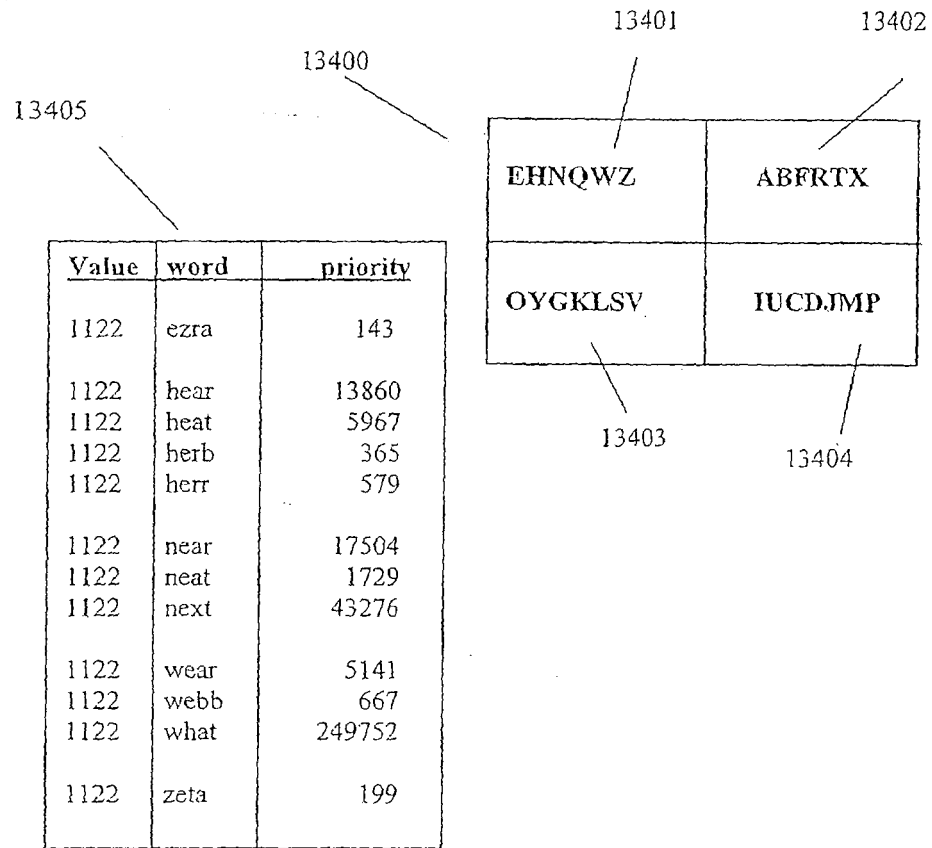 13401 13402
13400
13405
EHNQWZ ABFRTX
Value word priority
OYGKLSV IUCDJMP
1122 ezra 143
1122 hear 13860
1122 heat 5967
13403
13404
1122 herb 365
1122 herr 579
1122 near 17504
1122 neat 1729
1122 next 43276
1122 wear 5141
1122 webb 667
1122 what 249752
1122 zeta 199